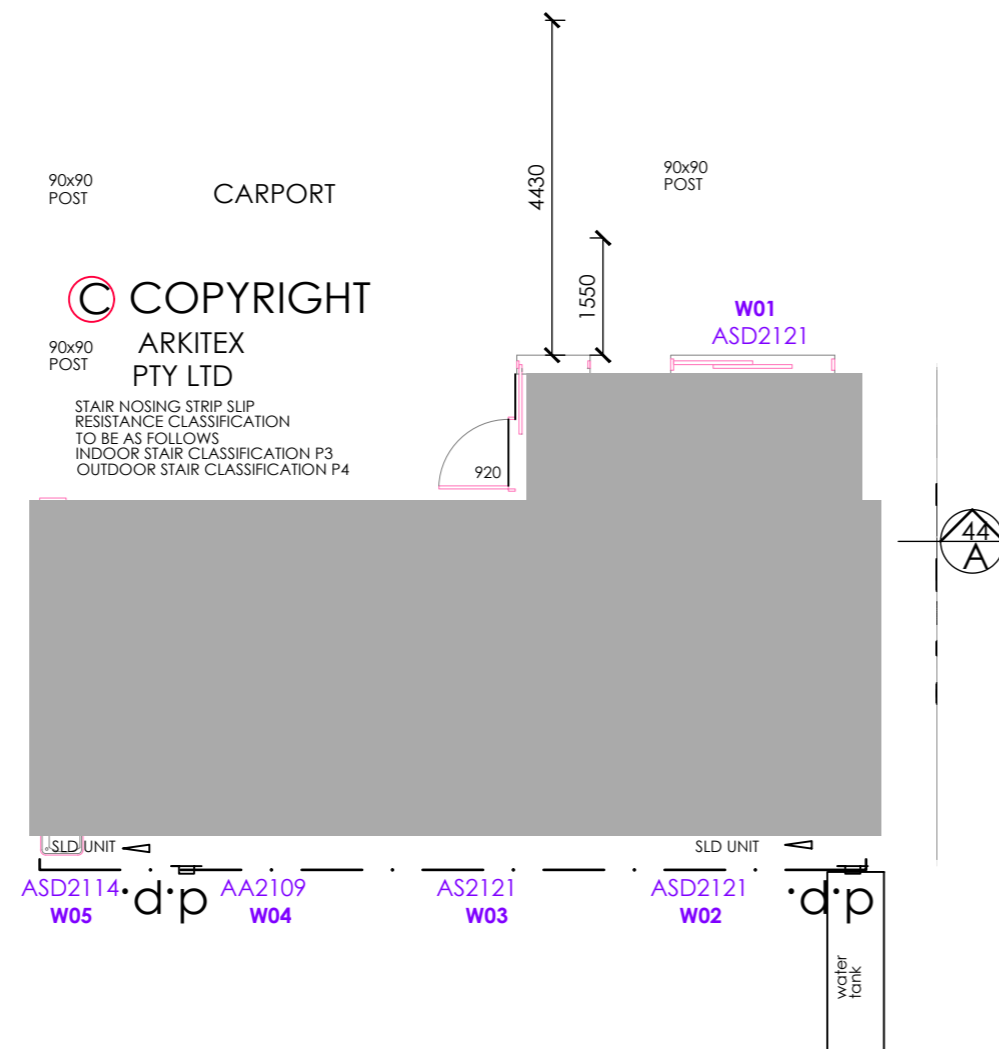 4430
90x90
POST
CARPORT
90x90
POST
1550
© COPYRIGHT
W01
ASD2121
90x90
POST
ARKITEX
PTY LTD
STAIR NOSING STRIP SLIP
RESISTANCE CLASSIFICATION
TO BE AS FOLLOWS
INDOOR STAIR CLASSIFICATION P3
OUTDOOR STAIR CLASSIFICATION P4
920
44
A
SLD UNIT
SLD UNIT
ASD2114
W05
d.p.
AA2109
W04
AS2121
W03
ASD2121
W02
d.p.
water
tank